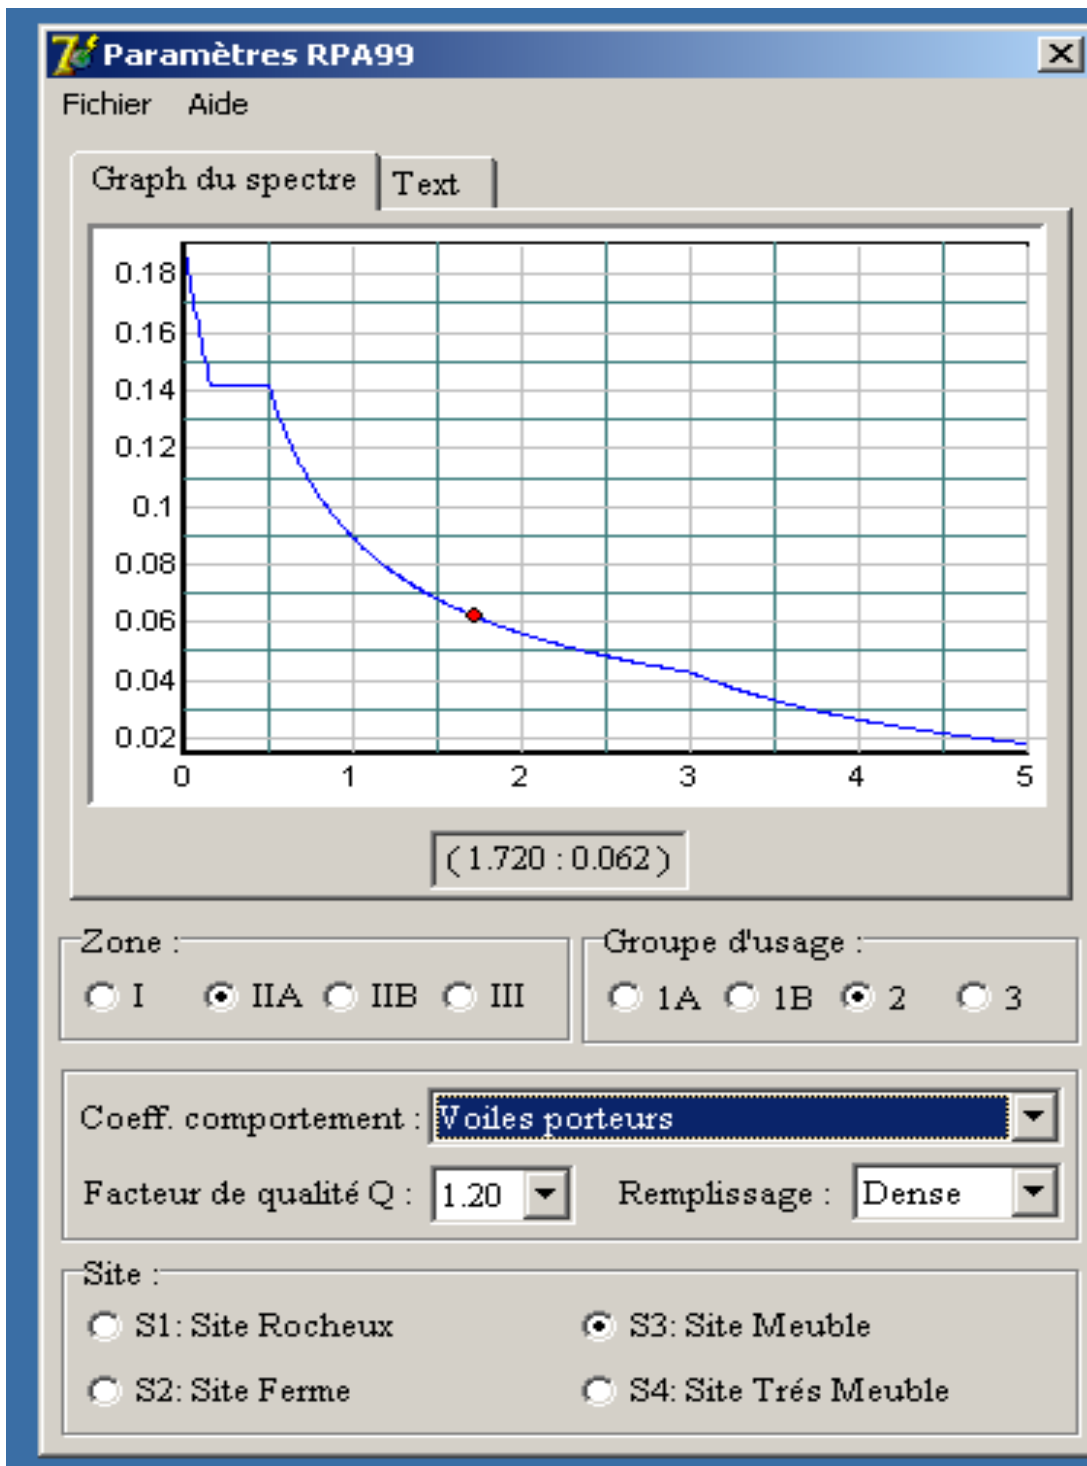 Paramètres RPA99
Fichier Aide
Graph du spectre Text
0.18
0.16
0.14
0.12
0.1
0.08
0.06
0.04
0.02
0 1 2 3 4 5
( 1.720 : 0.062 )
Zone : Groupe d'usage :
I IIA IIB III 1A 1B 2 3
Coeff. comportement : Voiles porteurs
Facteur de qualité Q : 1.20 Remplissage : Dense
Site :
S1: Site Rocheux S3: Site Meuble
S2: Site Ferme S4: Site Trés Meuble